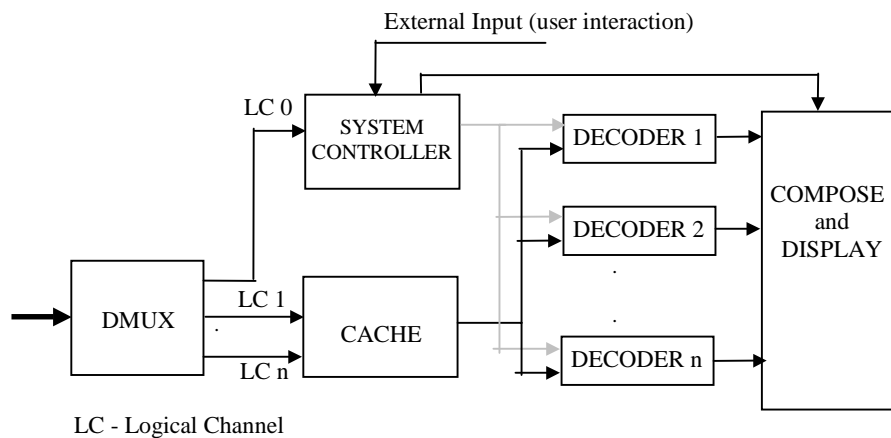 External Input (user interaction)
LC 0
SYSTEM
CONTROLLER
DECODER 1
DECODER 2
COMPOSE
and
DISPLAY
DMUX
LC 1
LC n
CACHE
DECODER n
LC - Logical Channel